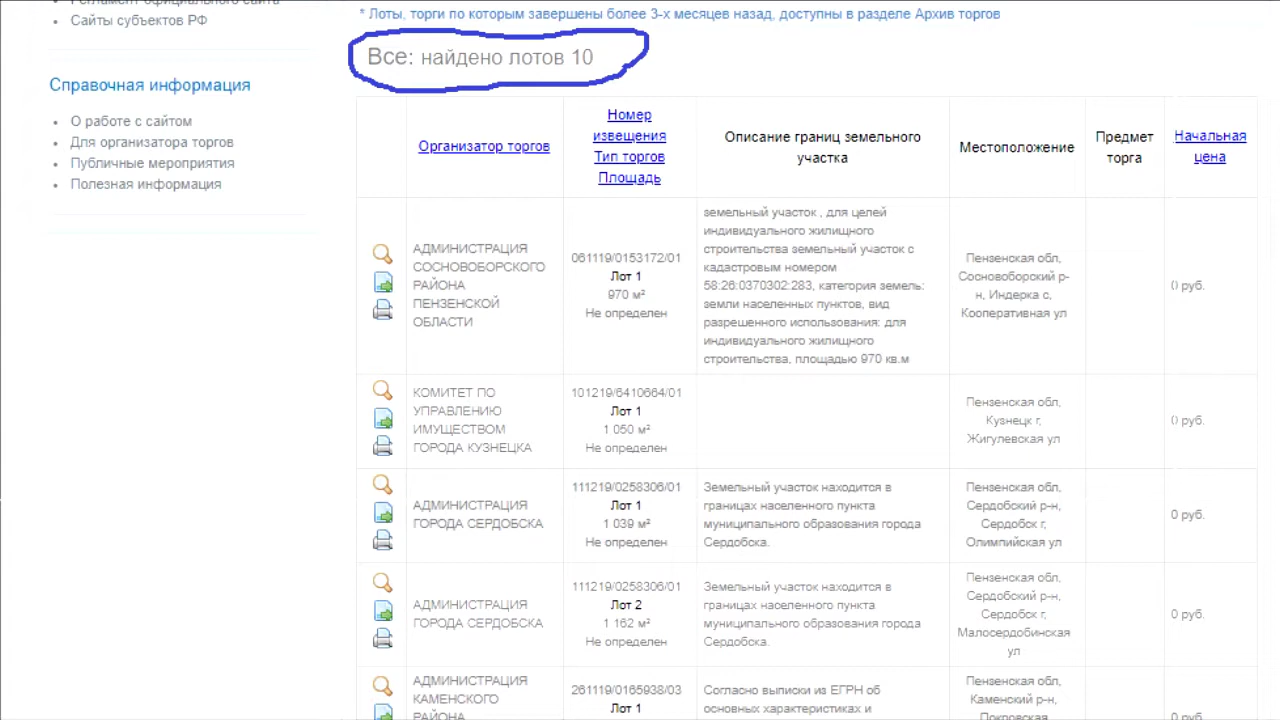 Регламент официального сайта
Сайты субъектов РФ
Справочная информация
О работе с сайтом
Для организатора торгов
Публичные мероприятия
Полезная информация
* Лоты, торги по которым завершены более 3-х месяцев назад, доступны в разделе Архив торгов
Все: найдено лотов 10
Организатор торгов
Номер
извещения
Тип торгов
Площадь
Описание границ земельного
участка
Местоположение
Предмет
торга
Начальная
цена
АДМИНИСТРАЦИЯ
СОСНОВОБОРСКОГО
РАЙОНА
ПЕНЗЕНСКОЙ
ОБЛАСТИ
061119/0153172/01
Лот 1
970 м²
Не определен
земельный участок , для целей
индивидуального жилищного
строительства земельный участок с
кадастровым номером
58:26:0370302:283, категория земель:
земли населенных пунктов, вид
разрешенного использования: для
индивидуального жилищного
строительства, площадью 970 кв.м
Пензенская обл,
Сосновоборский р-
н, Индерка с,
Кооперативная ул
0 руб.
КОМИТЕТ ПО
УПРАВЛЕНИЮ
ИМУЩЕСТВОМ
ГОРОДА КУЗНЕЦКА
101219/6410664/01
Лот 1
1 050 м²
Не определен
Пензенская обл,
Кузнецк г,
Жигулевская ул
0 руб.
АДМИНИСТРАЦИЯ
ГОРОДА СЕРДОБСКА
111219/0258306/01
Лот 1
1 039 м²
Не определен
Земельный участок находится в
границах населенного пункта
муниципального образования города
Сердобска.
Пензенская обл,
Сердобский р-н,
Сердобск г,
Олимпийская ул
0 руб.
АДМИНИСТРАЦИЯ
ГОРОДА СЕРДОБСКА
111219/0258306/01
Лот 2
1 162 м²
Не определен
Земельный участок находится в
границах населенного пункта
муниципального образования города
Сердобска.
Пензенская обл,
Сердобский р-н,
Сердобск г,
Малосердобинская
ул
0 руб.
АДМИНИСТРАЦИЯ
КАМЕНСКОГО
РАЙОНА
261119/0165938/03
Лот 1
Согласно выписки из ЕГРН об
основных характеристиках и
Пензенская обл,
Каменский р-н,
Покровская
0 руб.